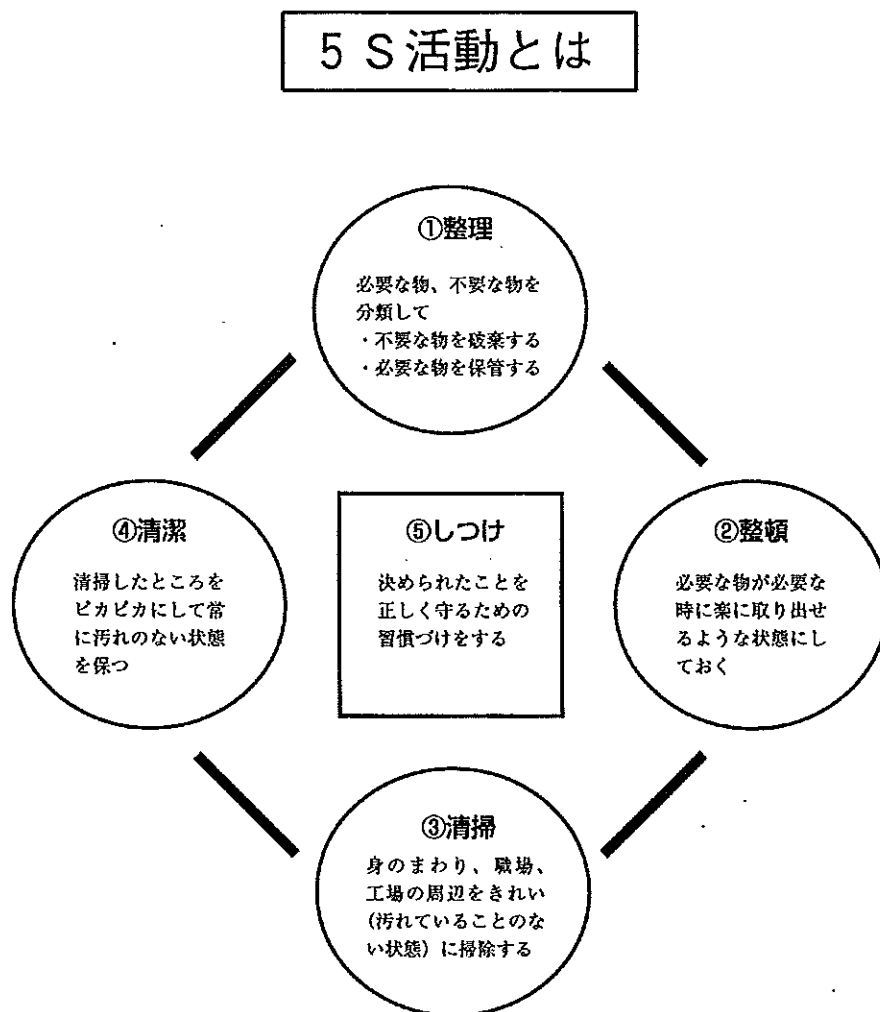 5S活動とは
①整理
必要な物、不要な物を
分類して
・不要な物を破棄する
・必要な物を保管する
④清潔
清掃したところを
ピカピカにして常
に汚れのない状態
を保つ
⑤しつけ
決められたことを
正しく守るための
習慣づけをする
②整頓
必要な物が必要な
時に楽に取り出せ
るような状態にし
ておく
③清掃
身のまわり、職場、
工場の周辺をきれい
(汚れていることのな
い状態)に掃除する